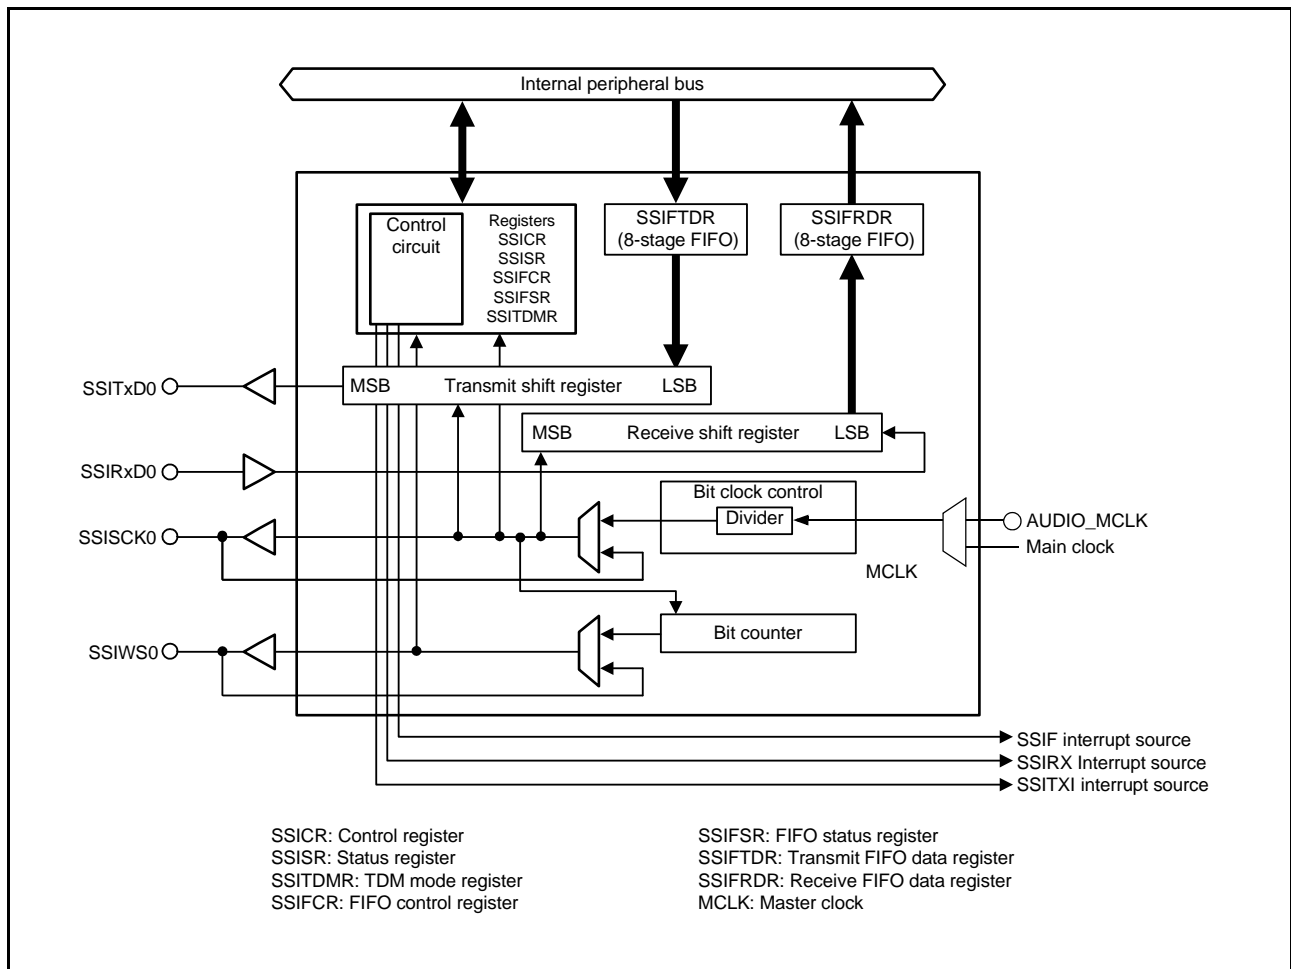 Internal peripheral bus
Control
circuit
Registers
SSICR
SSISR
SSIFCR
SSIFSR
SSITDMR
SSIFTDR
(8-stage FIFO)
SSIFRDR
(8-stage FIFO)
SSITxD0
MSB Transmit shift register LSB
MSB Receive shift register LSB
SSIRxD0
Bit clock control
Divider
SSISCK0
AUDIO_MCLK
Main clock
MCLK
Bit counter
SSIWS0
SSIF interrupt source
SSIRX Interrupt source
SSITXI interrupt source
SSICR: Control register
SSISR: Status register
SSITDMR: TDM mode register
SSIFCR: FIFO control register
SSIFSR: FIFO status register
SSIFTDR: Transmit FIFO data register
SSIFRDR: Receive FIFO data register
MCLK: Master clock